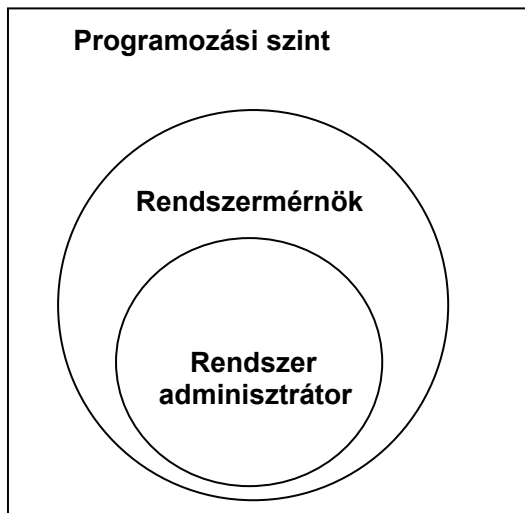 Programozási szint
Rendszermérnök
Rendszer
adminisztrátor